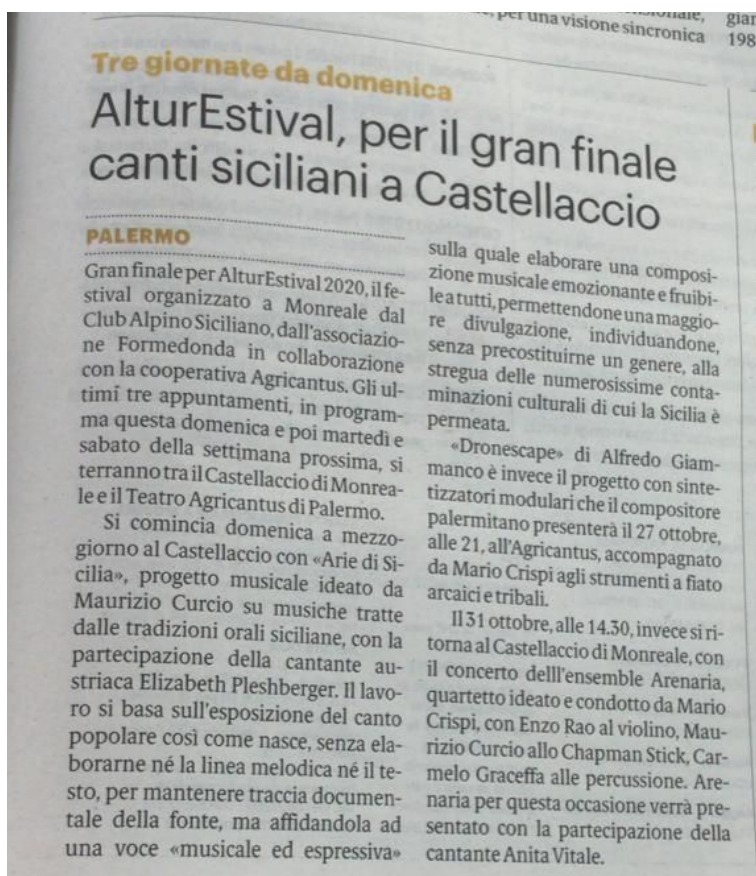 per una visione sincronica
198
Tre giornate da domenica
AlturEstival, per il gran finale
canti siciliani a Castellaccio
PALERMO
Gran finale per AlturEstival 2020, il fe-
stival organizzato a Monreale dal
Club Alpino Siciliano, dall'associazio-
ne Formedonda in collaborazione
con la cooperativa Agricantus. Gli ul-
timi tre appuntamenti, in program-
ma questa domenica e poi martedì e
sabato della settimana prossima, si
terranno tra il Castellaccio di Monrea-
le e il Teatro Agricantus di Palermo.
Si comincia domenica a mezzo-
giorno al Castellaccio con «Arie di Si-
cilia», progetto musicale ideato da
Maurizio Curcio su musiche tratte
dalle tradizioni orali siciliane, con la
partecipazione della cantante au-
striaca Elizabeth Pleshberger. Il lavo-
ro si basa sull'esposizione del canto
popolare così come nasce, senza ela-
borarne né la linea melodica né il te-
sto, per mantenere traccia documen-
tale della fonte, ma affidandola ad
una voce «musicale ed espressiva»
sulla quale elaborare una composi-
zione musicale emozionante e fruibi-
le a tutti, permettendone una maggio-
re divulgazione, individuandone,
senza precostituirne un genere, alla
stregua delle numerosissime conta-
minazioni culturali di cui la Sicilia è
permeata.
«Dronescape» di Alfredo Giam-
manco è invece il progetto con sinte-
tizzatori modulari che il compositore
palermitano presenterà il 27 ottobre,
alle 21, all'Agricantus, accompagnato
da Mario Crispi agli strumenti a fiato
arcaici e tribali.
Il 31 ottobre, alle 14.30, invece si ri-
torna al Castellaccio di Monreale, con
il concerto delll'ensemble Arenaria,
quartetto ideato e condotto da Mario
Crispi, con Enzo Rao al violino, Mau-
rizio Curcio allo Chapman Stick, Car-
melo Graceffa alle percussione. Are-
naria per questa occasione verrà pre-
sentato con la partecipazione della
cantante Anita Vitale.